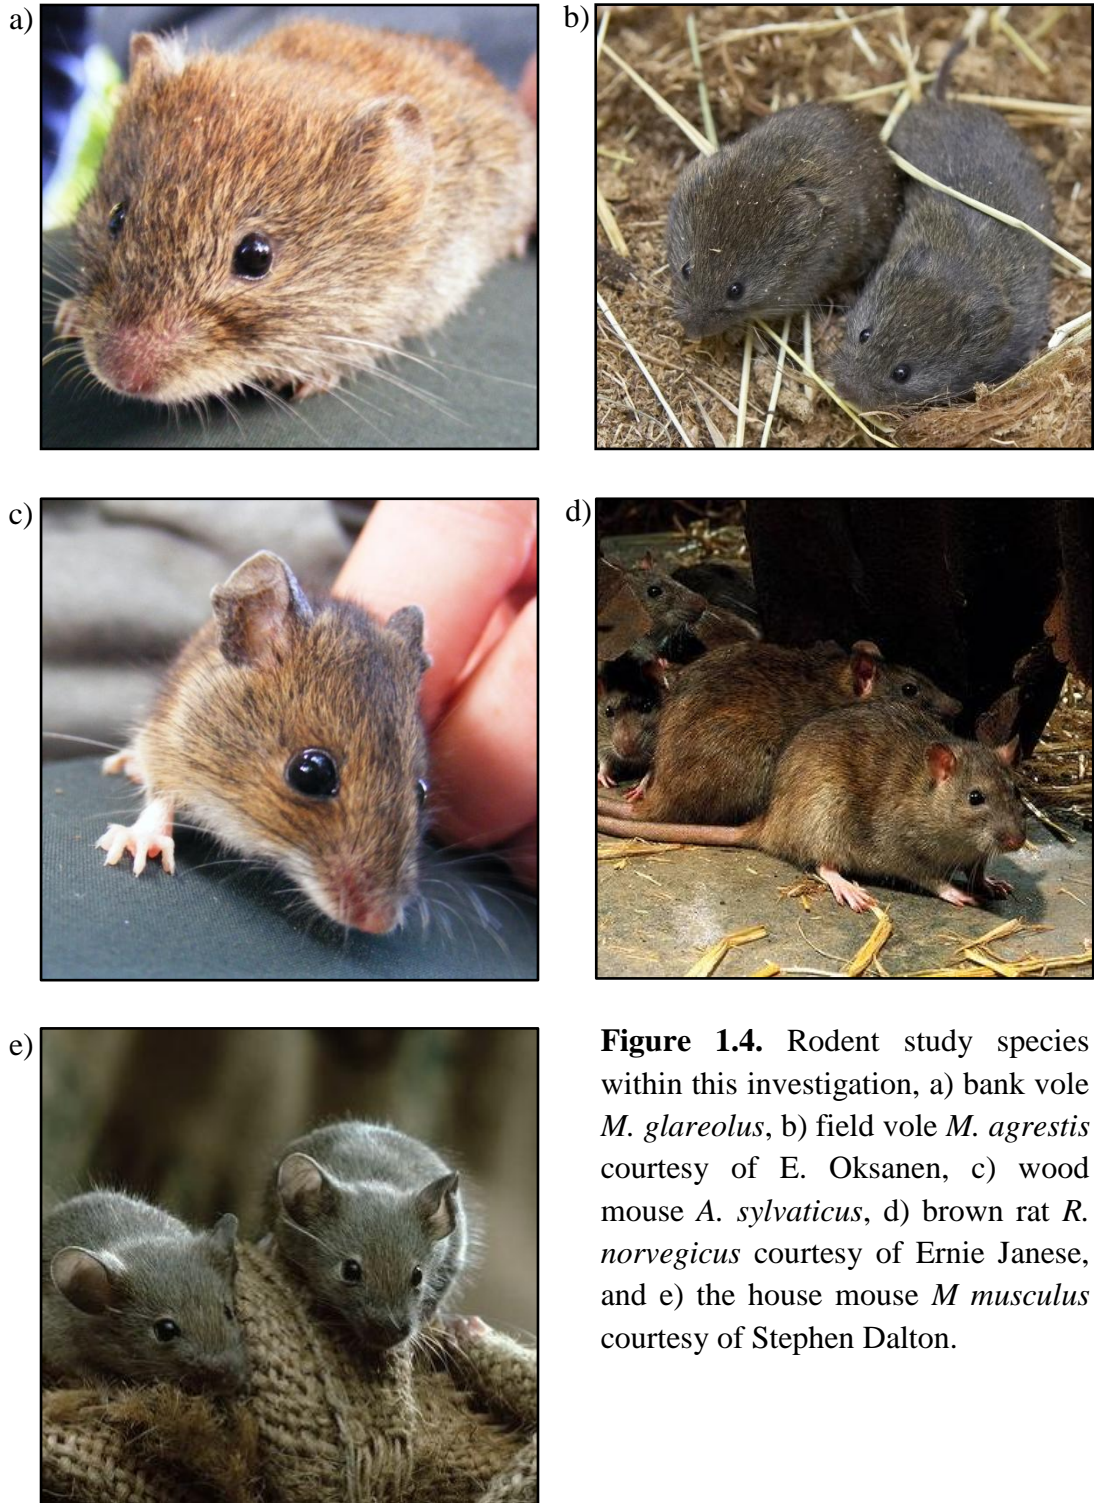 a)
b)
c)
d)
e)
Figure 1.4. Rodent study species
within this investigation, a) bank vole
M. glareolus, b) field vole M. agrestis
courtesy of E. Oksanen, c) wood
mouse A. sylvaticus, d) brown rat R.
norvegicus courtesy of Ernie Janese,
and e) the house mouse M musculus
courtesy of Stephen Dalton.